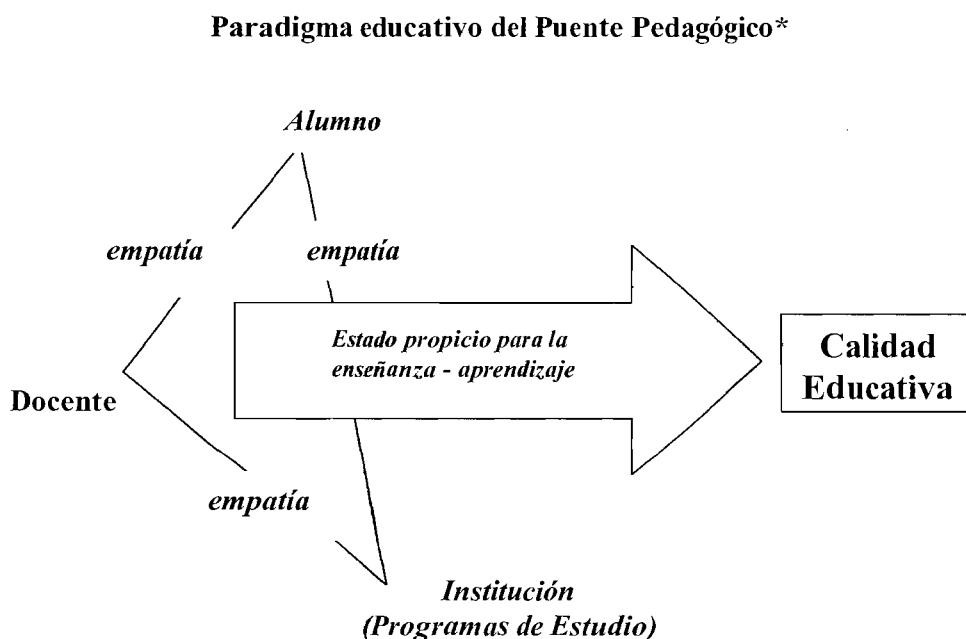 Paradigma educativo del Puente Pedagógico*
Alumno
empatía
empatía
Estado propicio para la
enseñanza - aprendizaje
Calidad
Educativa
Docente
empatía
Institución
(Programas de Estudio)